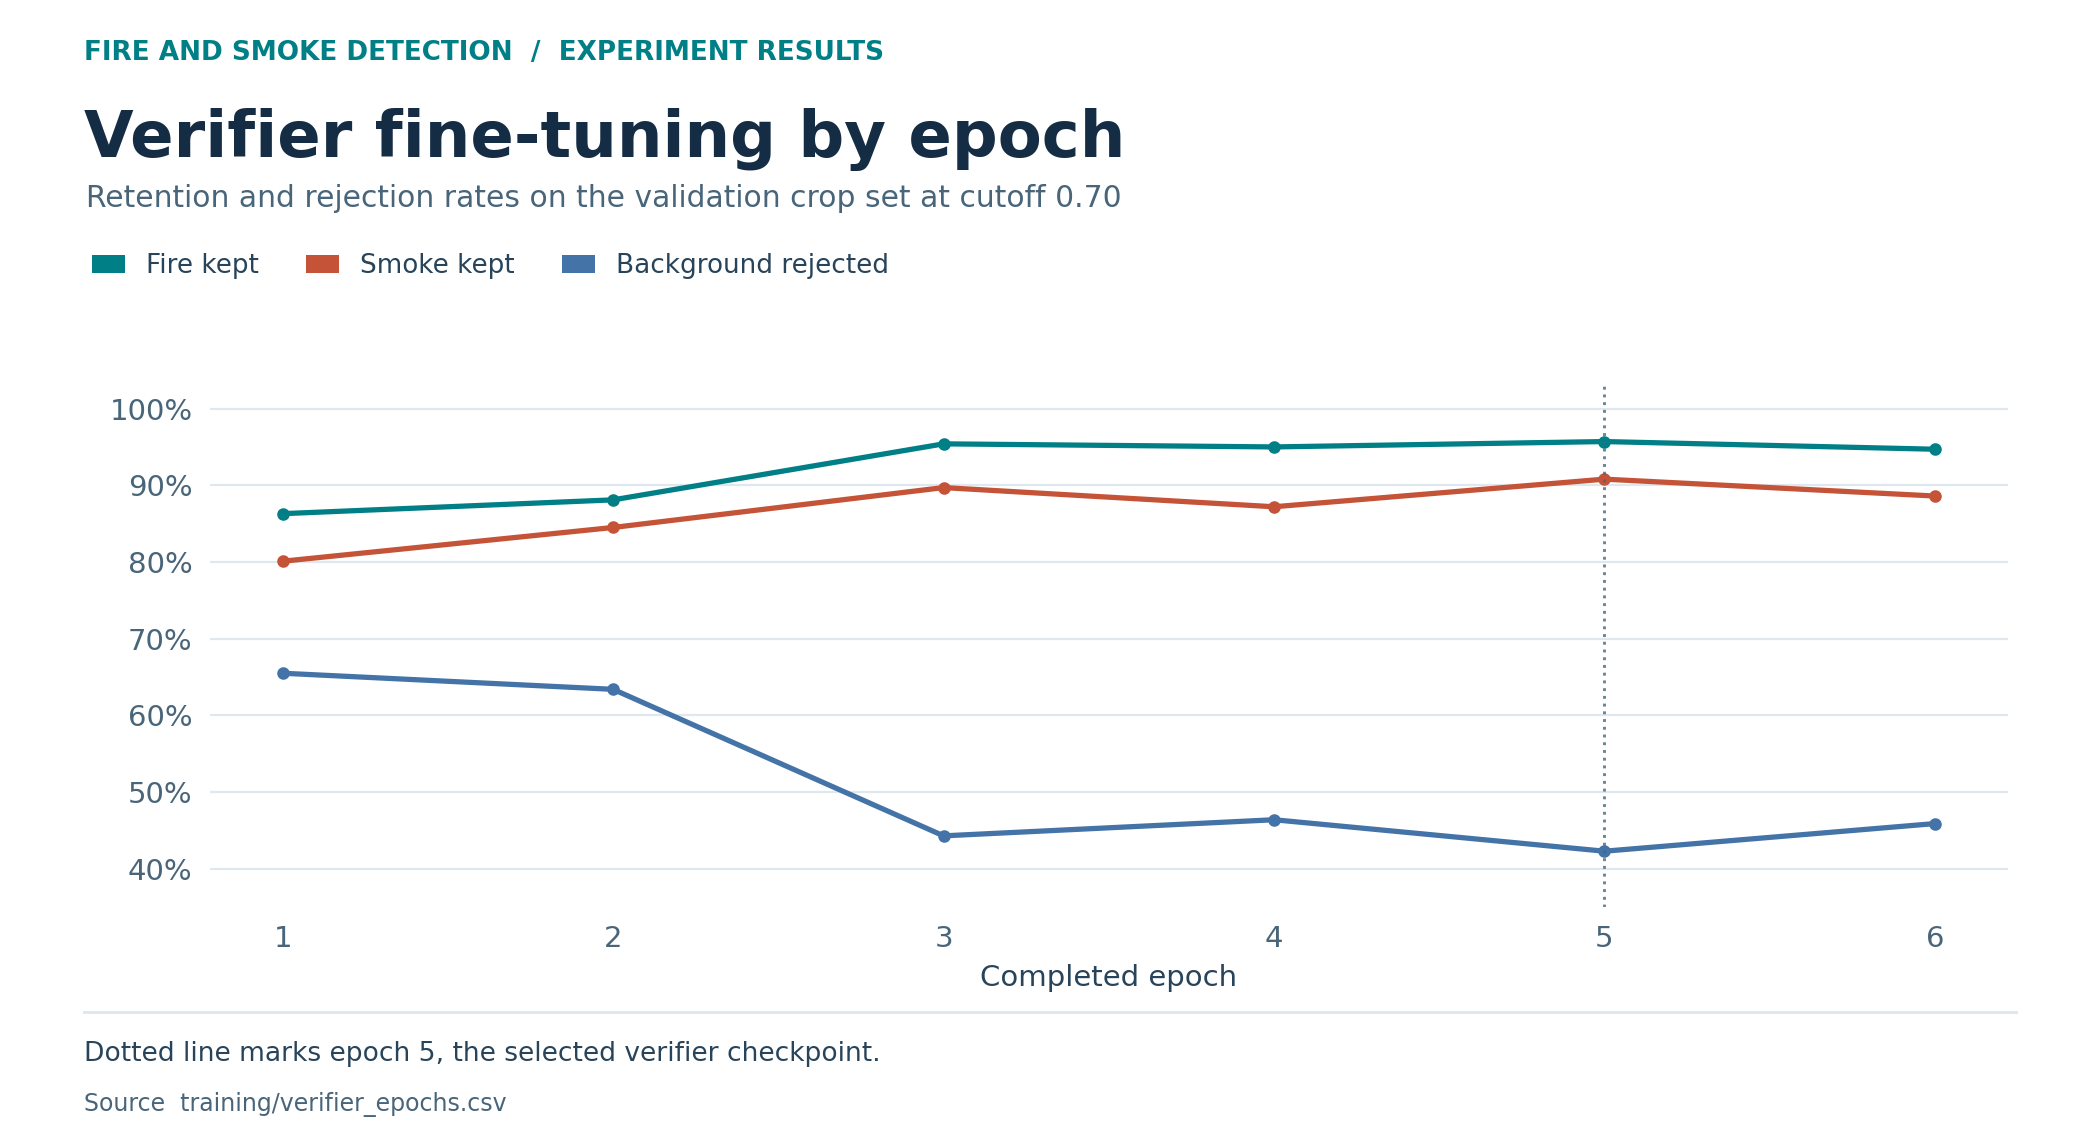 FIRE AND SMOKE DETECTION / EXPERIMENT RESULTS
Verifier fine-tuning by epoch
Retention and rejection rates on the validation crop set at cutoff 0.70
Fire kept Smoke kept Background rejected
100%
90%
80%
70%
60%
50%
40%
1 2 3 4 5 6
Completed epoch
Dotted line marks epoch 5, the selected verifier checkpoint.
Source training/verifier_epochs.csv